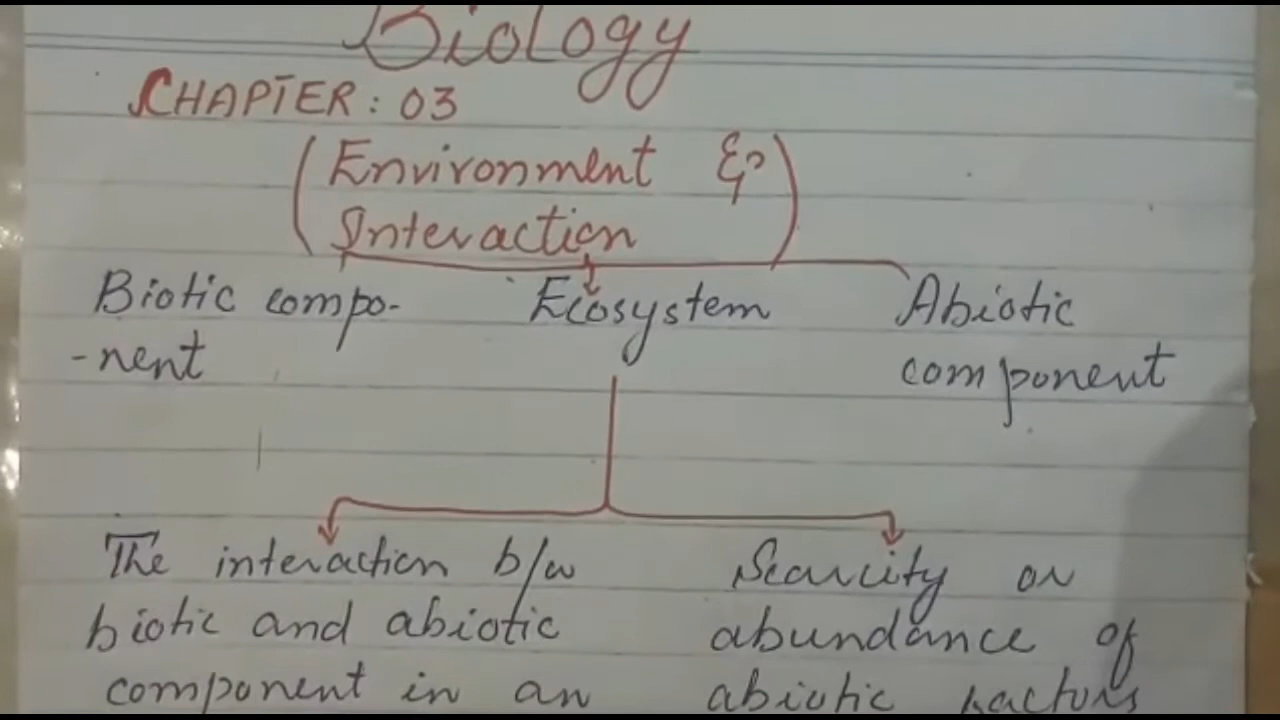 Biology
CHAPTER: 03
(Environment &
Interaction)
Biotic compo-
-nent
Ecosystem
Abiotic
component
The interaction b/w
biotic and abiotic
component in an
Scarcity or
abundance of
abiotic factors